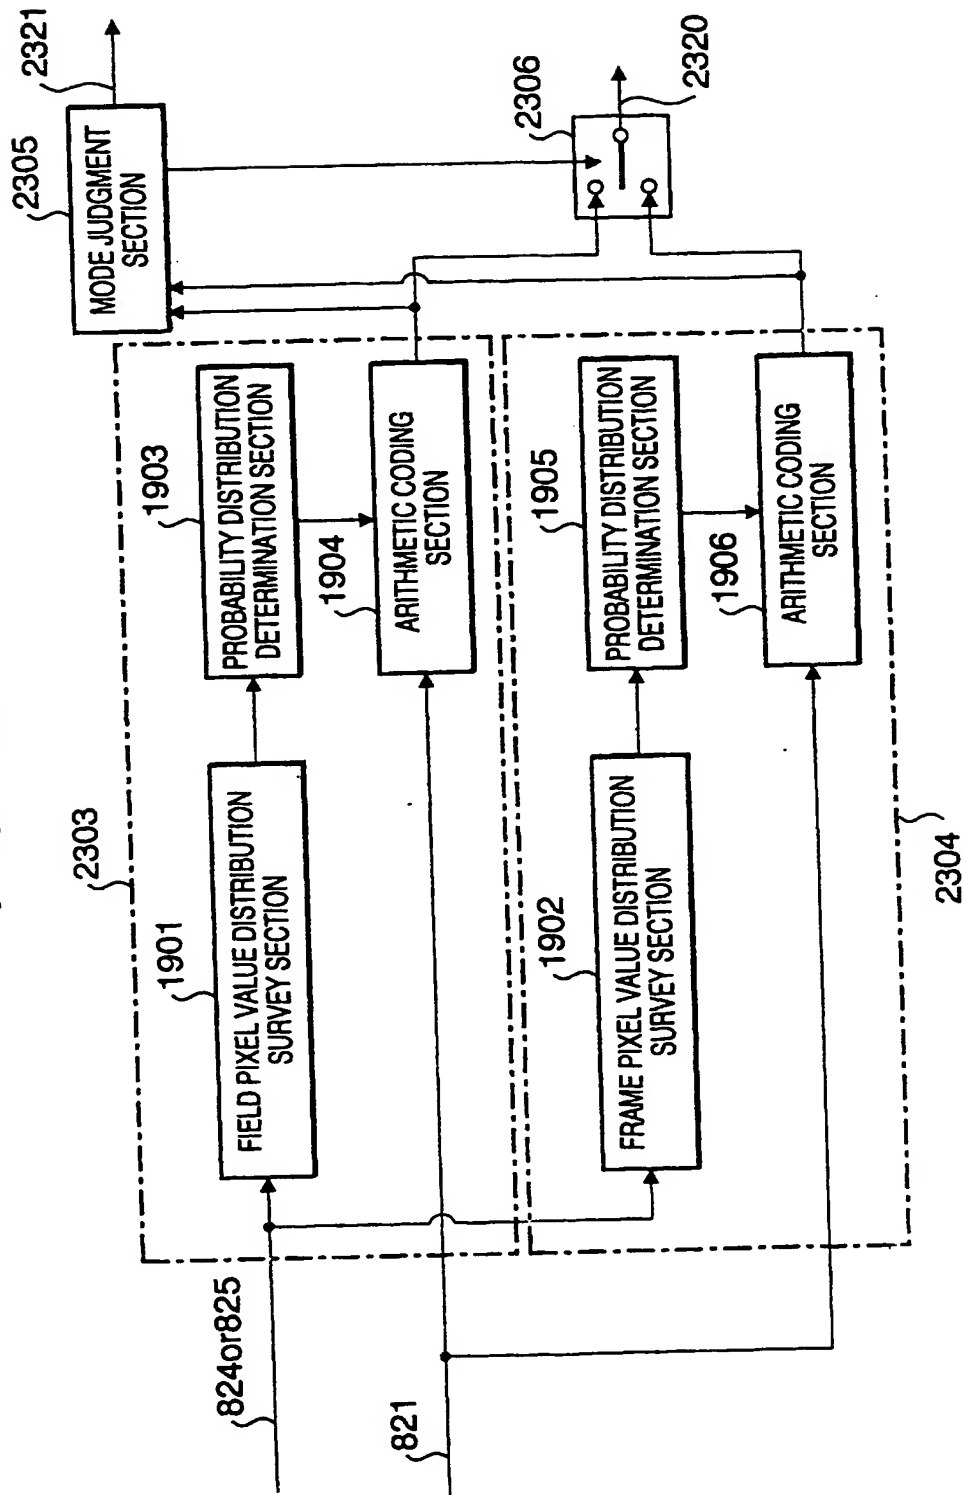 824or825
821
2303
1901
FIELD PIXEL VALUE DISTRIBUTION
SURVEY SECTION
1903
PROBABILITY DISTRIBUTION
DETERMINATION SECTION
1904
ARITHMETIC CODING
SECTION
1902
FRAME PIXEL VALUE DISTRIBUTION
SURVEY SECTION
1905
PROBABILITY DISTRIBUTION
DETERMINATION SECTION
1906
ARITHMETIC CODING
SECTION
2304
2305
MODE JUDGMENT
SECTION
2321
2306
2320